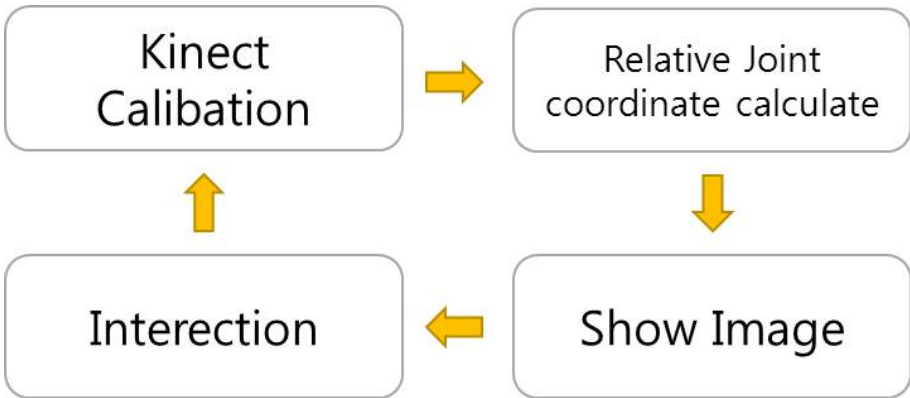 Kinect
Calibation
Relative Joint
coordinate calculate
Interection
Show Image